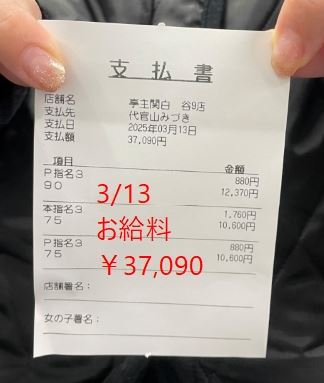 支払書
店舗名 亭主関白 谷9店
支払先 代官山みづき
支払日 2025年03月13日
支払額 37,090円
項目 金額
P指名3 880円
90 12,370円
3/13
本指名3 1,760円
75 10,600円
お給料
P指名3 880円
75 10,600円
￥37,090
店舗署名：
女の子署名：